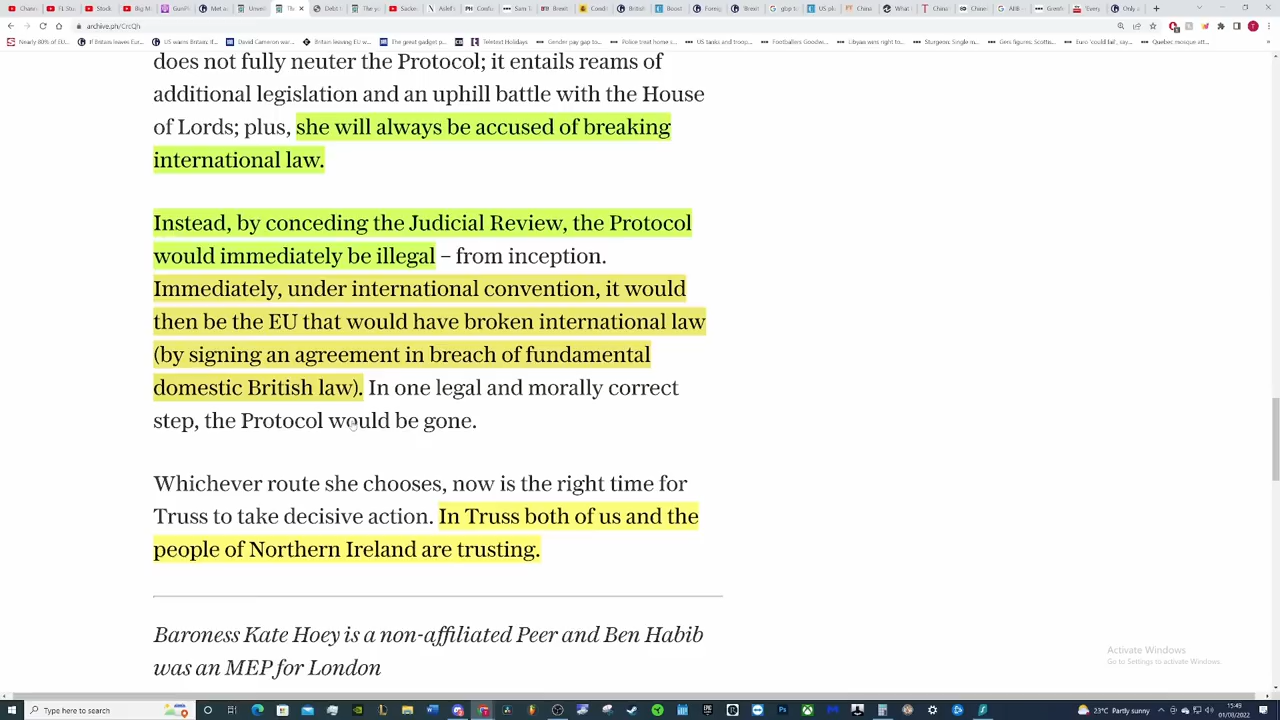 archive.ph/CrcQh
does not fully neuter the Protocol; it entails reams of
additional legislation and an uphill battle with the House
of Lords; plus, she will always be accused of breaking
international law.
Instead, by conceding the Judicial Review, the Protocol
would immediately be illegal – from inception.
Immediately, under international convention, it would
then be the EU that would have broken international law
(by signing an agreement in breach of fundamental
domestic British law). In one legal and morally correct
step, the Protocol would be gone.
Whichever route she chooses, now is the right time for
Truss to take decisive action. In Truss both of us and the
people of Northern Ireland are trusting.
Baroness Kate Hoey is a non-affiliated Peer and Ben Habib
was an MEP for London
Activate Windows
Go to Settings to activate Windows.
Type here to search
23°C Partly sunny
15:49
01/08/2022